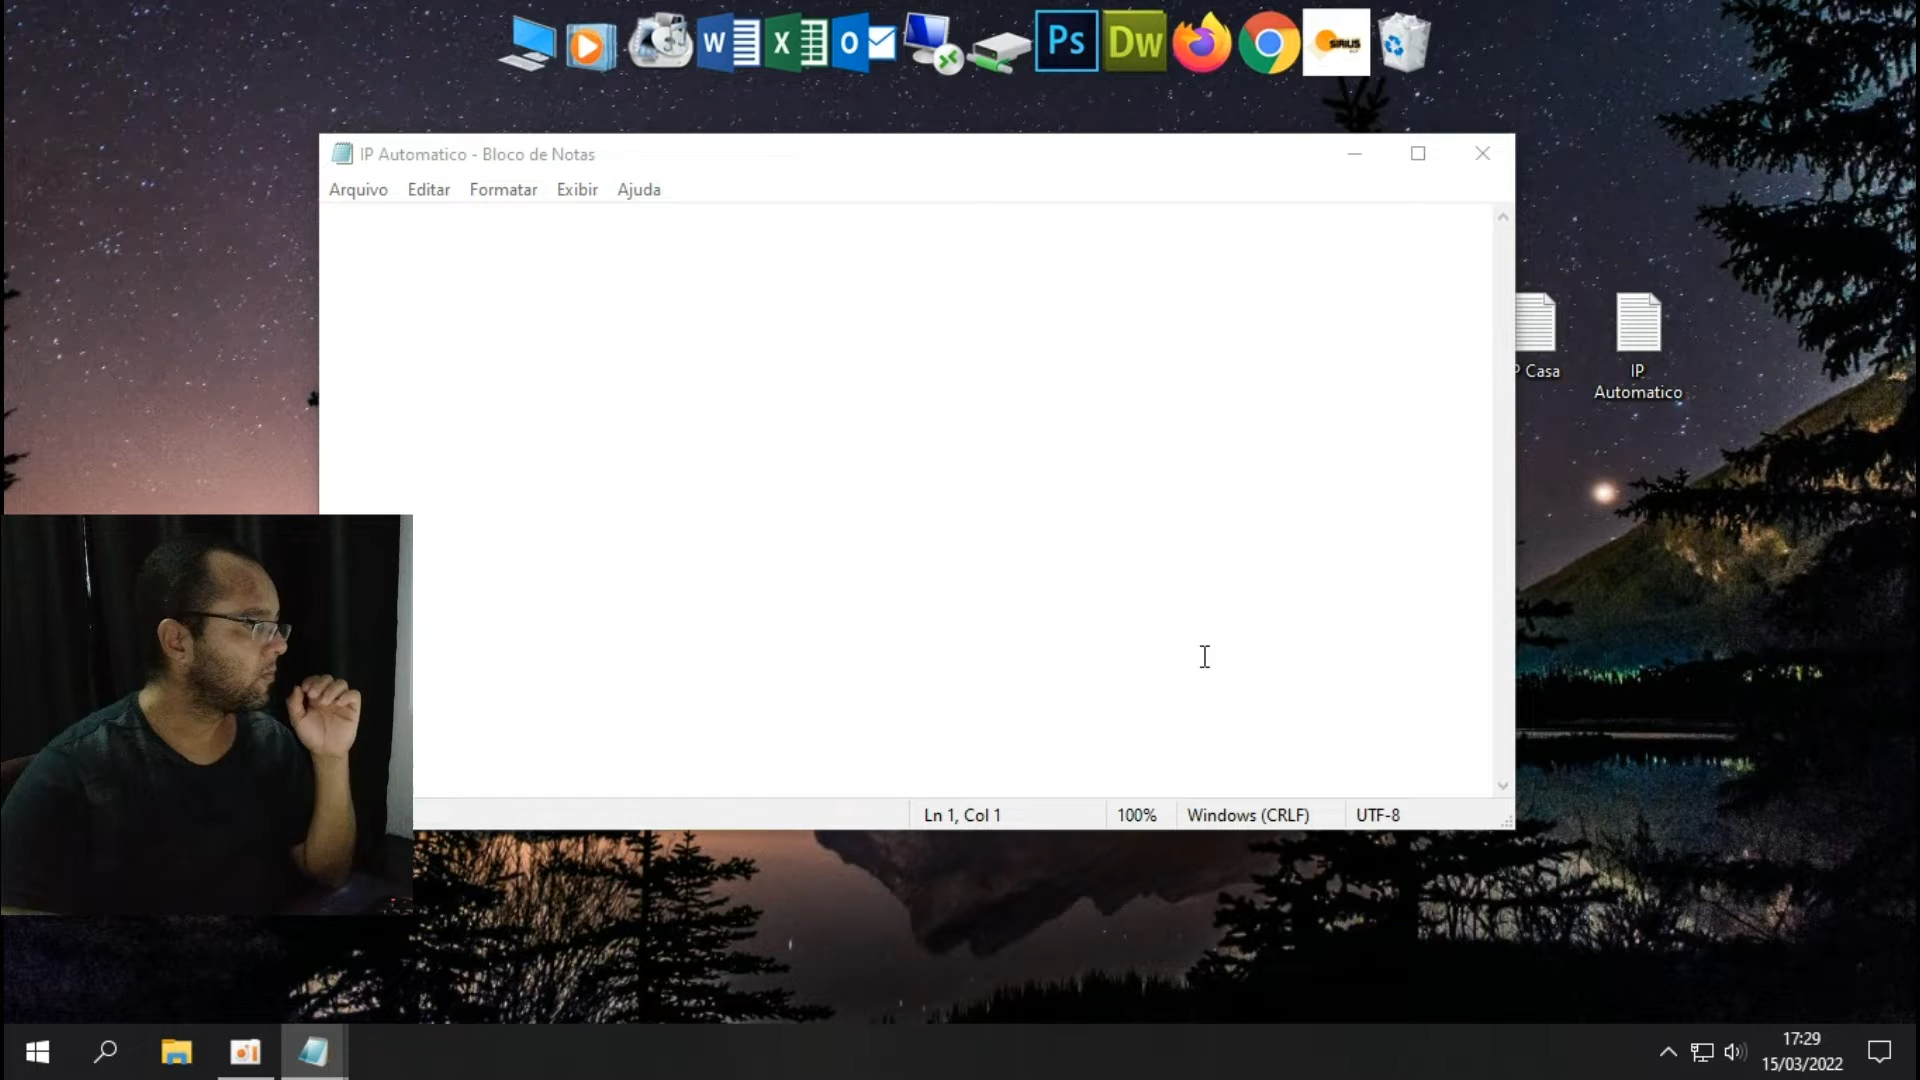 W
X
O
Ps
Dw
SIRIUS
IP Automatico - Bloco de Notas
Arquivo Editar Formatar Exibir Ajuda
P Casa
IP
Automatico
Ln 1, Col 1
100%
Windows (CRLF)
UTF-8
17:29
15/03/2022